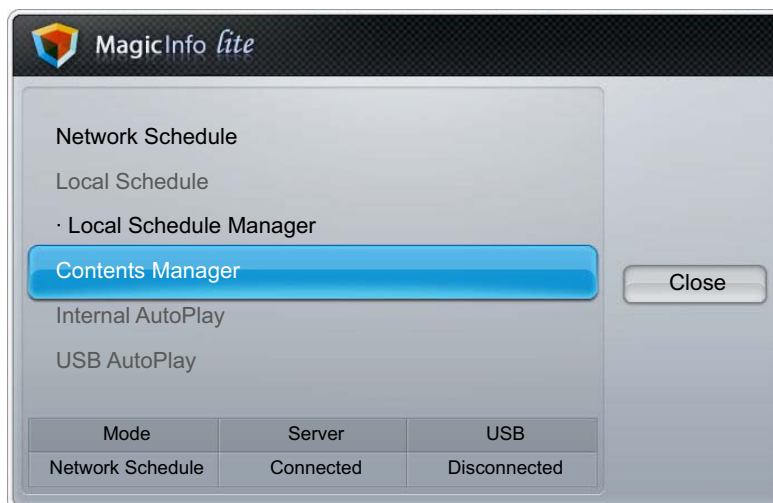 MagicInfo lite
Network Schedule
Local Schedule
· Local Schedule Manager
Contents Manager
Internal AutoPlay
USB AutoPlay
Close
Mode Server USB
Network Schedule Connected Disconnected